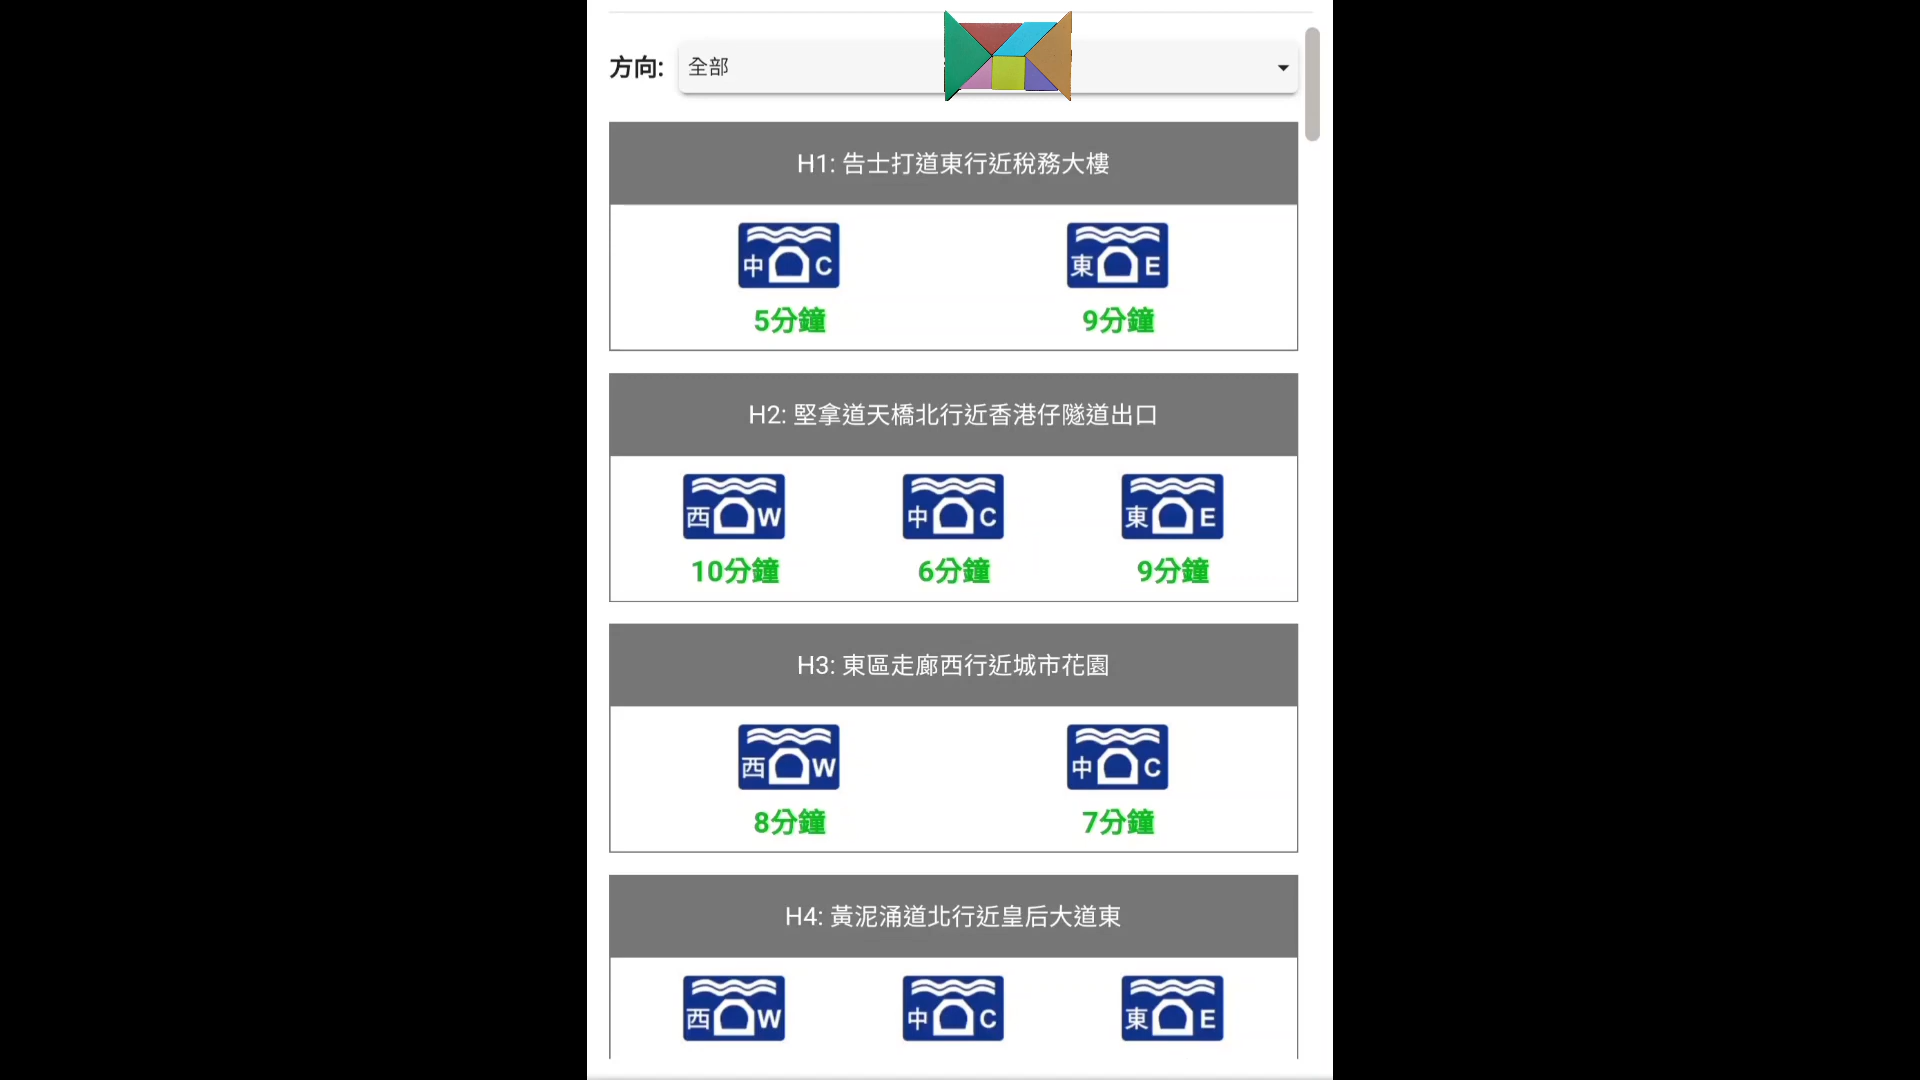 方向: 全部
H1: 告士打道東行近稅務大樓
中 C 東 E
5分鐘 9分鐘
H2: 堅拿道天橋北行近香港仔隧道出口
西 W 中 C 東 E
10分鐘 6分鐘 9分鐘
H3: 東區走廊西行近城市花園
西 W 中 C
8分鐘 7分鐘
H4: 黃泥涌道北行近皇后大道東
西 W 中 C 東 E